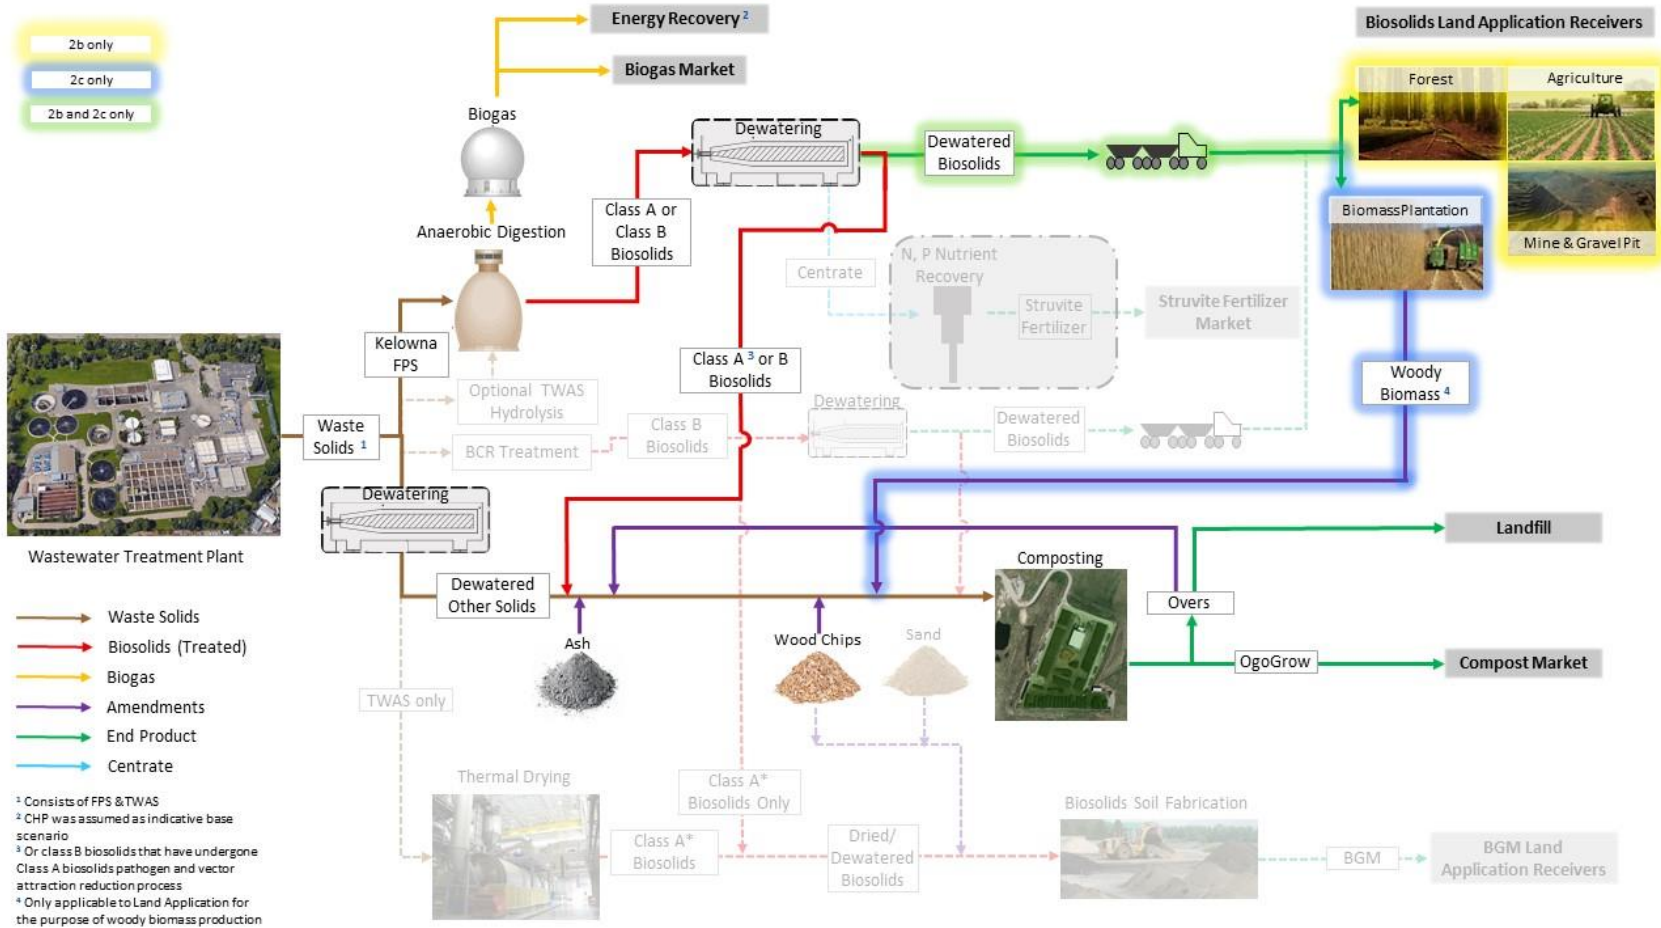 2b only
2c only
2b and 2c only
Energy Recovery 2
Biogas Market
Biosolids Land Application Receivers
Biogas
Dewatering
Dewatered
Biosolids
Forest
Agriculture
Mine & Gravel Pit
BiomassPlantation
Class A or
Class B
Biosolids
Anaerobic Digestion
Centrate
N, P Nutrient
Recovery
Struvite
Fertilizer
Struvite Fertilizer
Market
Kelowna
FPS
Class A 3 or B
Biosolids
Woody
Biomass 4
Optional TWAS
Hydrolysis
Waste
Solids 1
BCR Treatment
Class B
Biosolids
Dewatering
Dewatered
Biosolids
Dewatering
Wastewater Treatment Plant
Dewatered
Other Solids
Composting
Landfill
Overs
Ash
Wood Chips
Sand
OgoGrow
Compost Market
Waste Solids
Biosolids (Treated)
Biogas
Amendments
End Product
Centrate
TWAS only
Thermal Drying
Class A*
Biosolids Only
Class A*
Biosolids
Dried/
Dewatered
Biosolids
Biosolids Soil Fabrication
BGM
BGM Land
Application Receivers
1 Consists of FPS & TWAS
2 CHP was assumed as indicative base
scenario
3 Or class B biosolids that have undergone
Class A biosolids pathogen and vector
attraction reduction process
4 Only applicable to Land Application for
the purpose of woody biomass production